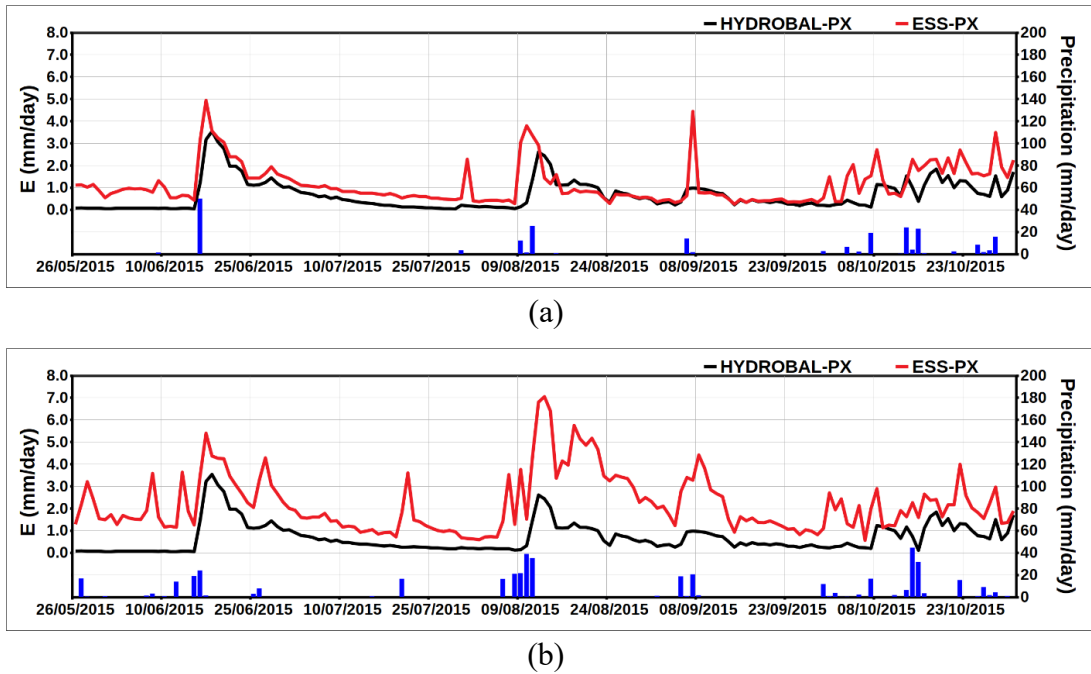 HYDROBAL-PX ESS-PX
8.0 7.0 6.0 5.0 4.0 3.0 2.0 1.0 0.0
E (mm/day)
200 180 160 140 120 100 80 60 40 20 0
Precipitation (mm/day)
26/05/2015 10/06/2015 25/06/2015 10/07/2015 25/07/2015 09/08/2015 24/08/2015 08/09/2015 23/09/2015 08/10/2015 23/10/2015
(a)
HYDROBAL-PX ESS-PX
8.0 7.0 6.0 5.0 4.0 3.0 2.0 1.0 0.0
E (mm/day)
200 180 160 140 120 100 80 60 40 20 0
Precipitation (mm/day)
26/05/2015 10/06/2015 25/06/2015 10/07/2015 25/07/2015 09/08/2015 24/08/2015 08/09/2015 23/09/2015 08/10/2015 23/10/2015
(b)